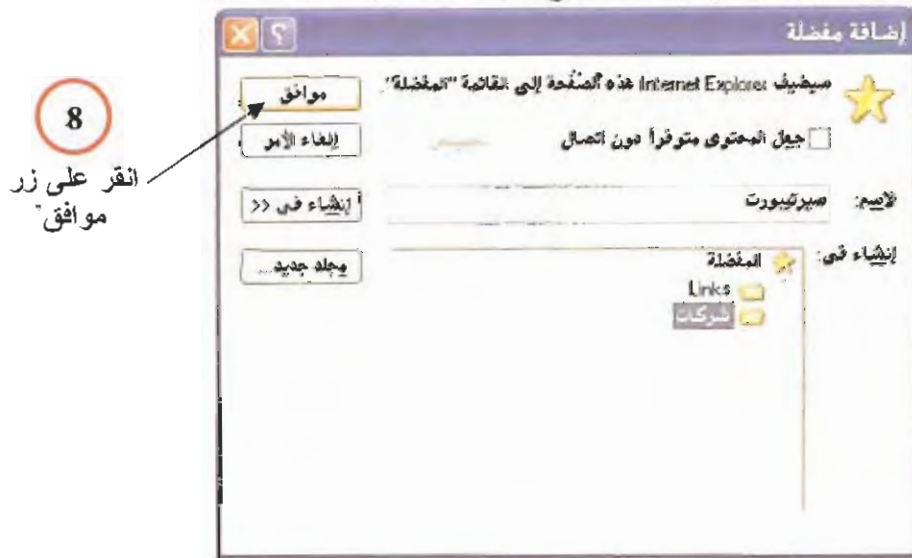 إضافة مفضلة
سيضيف Internet Explorer هذه الصفحة إلى القائمة "المفضلة".
موافق
جعل المحتوى متوفراً دون اتصال
إلغاء الأمر
الاسم: سيرتيبورت
إنشاء في <<
إنشاء في:
المفضلة
Links
شركات
مجلد جديد...
8
انقر على زر
موافق"